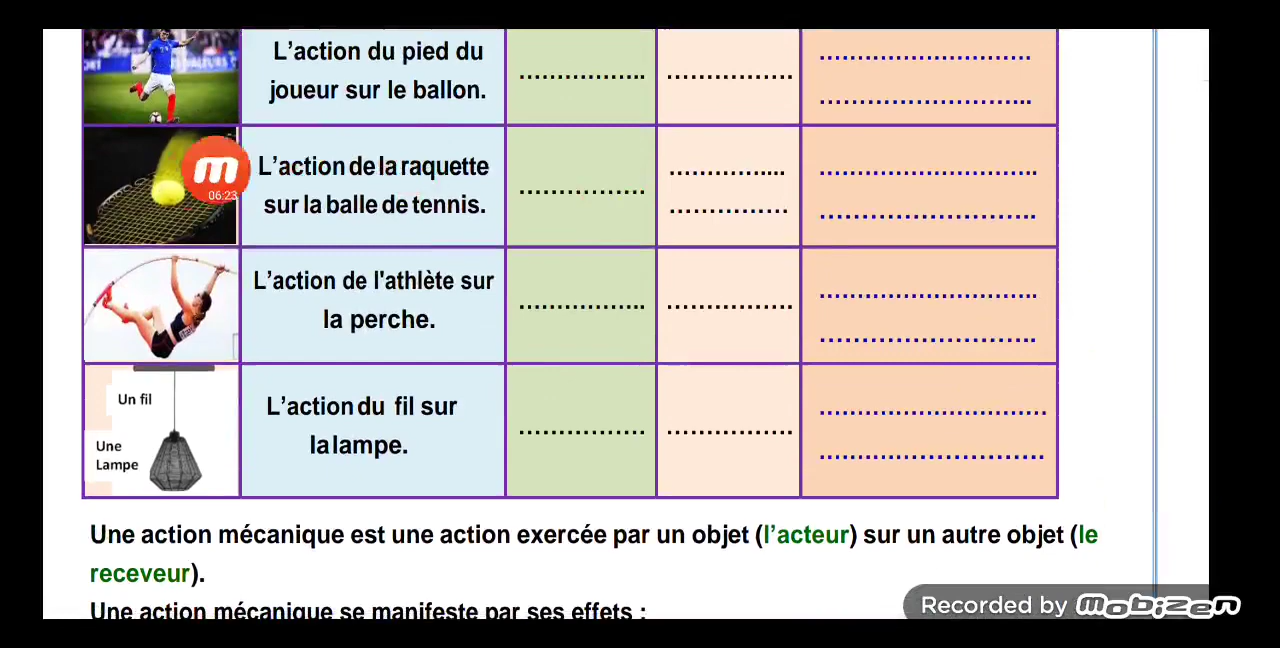 L’action du pied du
joueur sur le ballon.
……………..
…………….
……………………….
……………………...
06:23
L’action de la raquette
sur la balle de tennis.
…………….
…………....
……………
………………………..
………………………..
L’action de l'athlète sur
la perche.
……………..
…………….
………………………..
………………………..
Un fil
Une
Lampe
L’action du fil sur
la lampe.
…………….
…………….
…………………………
…………………………
Une action mécanique est une action exercée par un objet (l’acteur) sur un autre objet (le
receveur).
Une action mécanique se manifeste par ses effets :
Recorded by Mobizen